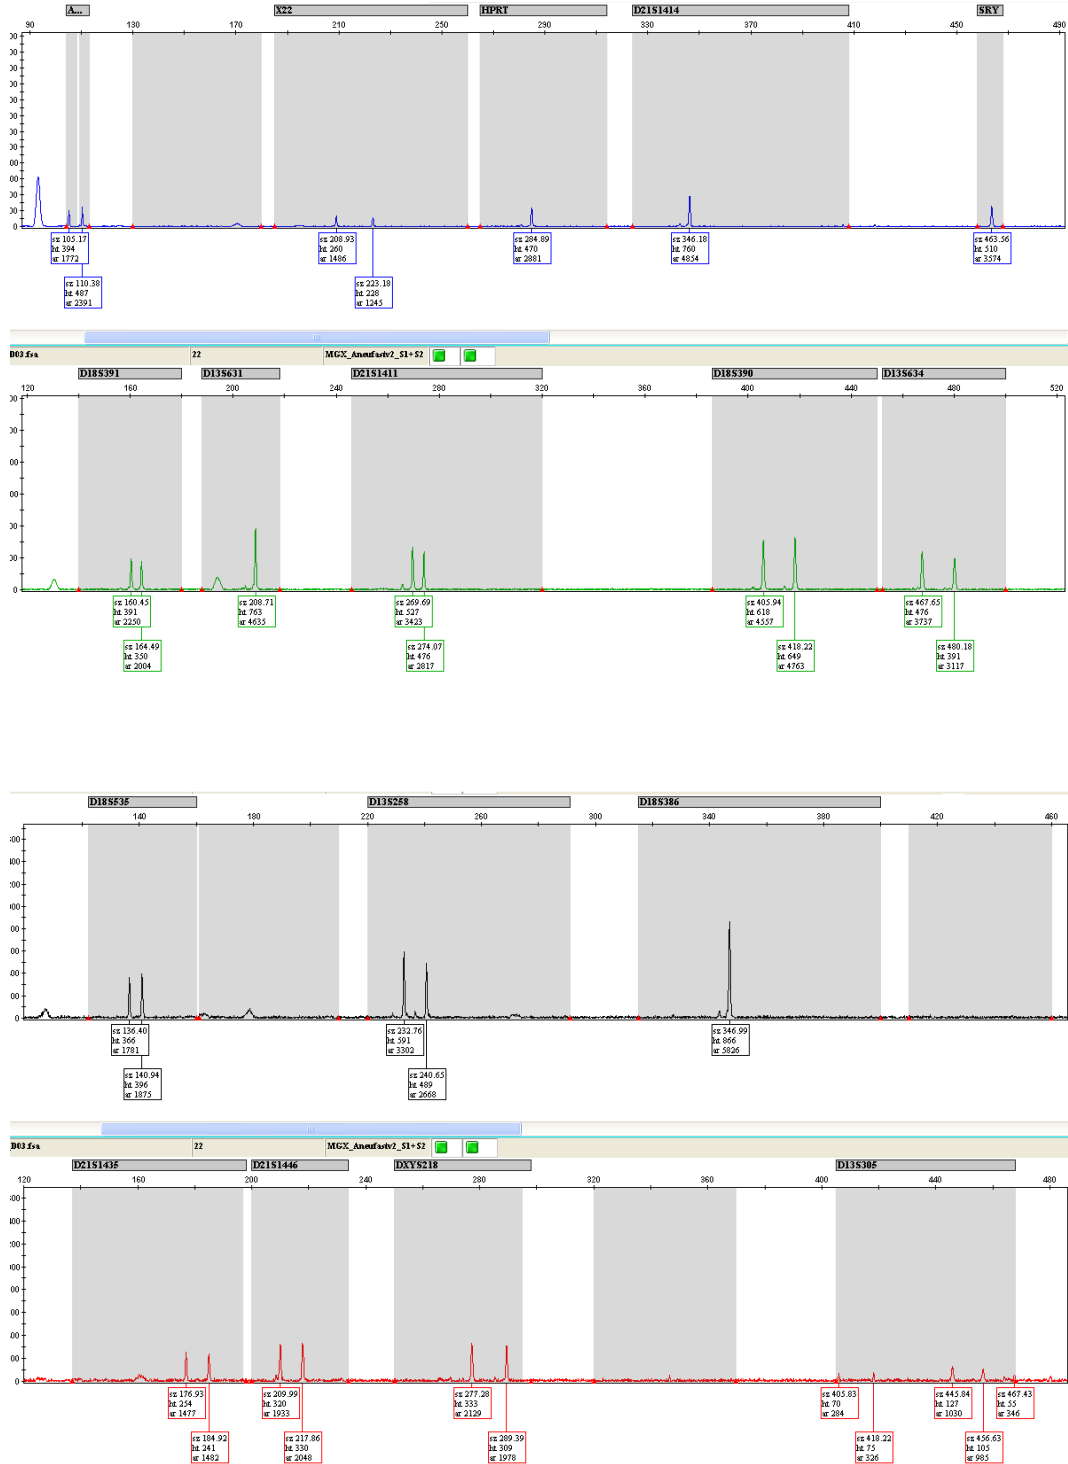 A... X22 HPRT D21S1414 SRY
90 130 170 210 250 290 330 370 410 450 490
sz 105.17
ht 394
ar 1772
sz 208.93
ht 260
ar 1486
sz 284.89
ht 470
ar 2881
sz 346.18
ht 760
ar 4854
sz 463.56
ht 510
ar 3574
sz 110.38
ht 487
ar 2391
sz 223.18
ht 228
ar 1245
D03.fsa 22 MGX_Aneufastv2_S1+S2
D18S391 D13S631 D21S1411 D18S390 D13S634
120 160 200 240 280 320 360 400 440 480 520
sz 160.45
ht 391
ar 2250
sz 208.71
ht 763
ar 4635
sz 269.69
ht 527
ar 3423
sz 405.94
ht 618
ar 4557
sz 467.65
ht 476
ar 3737
sz 164.49
ht 350
ar 2004
sz 274.07
ht 476
ar 2817
sz 418.22
ht 649
ar 4763
sz 480.18
ht 391
ar 3117
D18S535 D13S258 D18S386
140 180 220 260 300 340 380 420 460
sz 136.40
ht 366
ar 1781
sz 232.76
ht 591
ar 3302
sz 346.99
ht 866
ar 5826
sz 140.94
ht 396
ar 1875
sz 240.65
ht 489
ar 2668
D03.fsa 22 MGX_Aneufastv2_S1+S2
D21S1435 D21S1446 DXYS218 D13S305
120 160 200 240 280 320 360 400 440 480
sz 176.93
ht 254
ar 1477
sz 209.99
ht 320
ar 1933
sz 277.28
ht 333
ar 2129
sz 405.83
ht 70
ar 284
sz 445.84
ht 127
ar 1030
sz 467.43
ht 55
ar 346
sz 184.92
ht 241
ar 1482
sz 217.86
ht 330
ar 2048
sz 289.39
ht 309
ar 1978
sz 418.22
ht 75
ar 326
sz 456.63
ht 105
ar 985